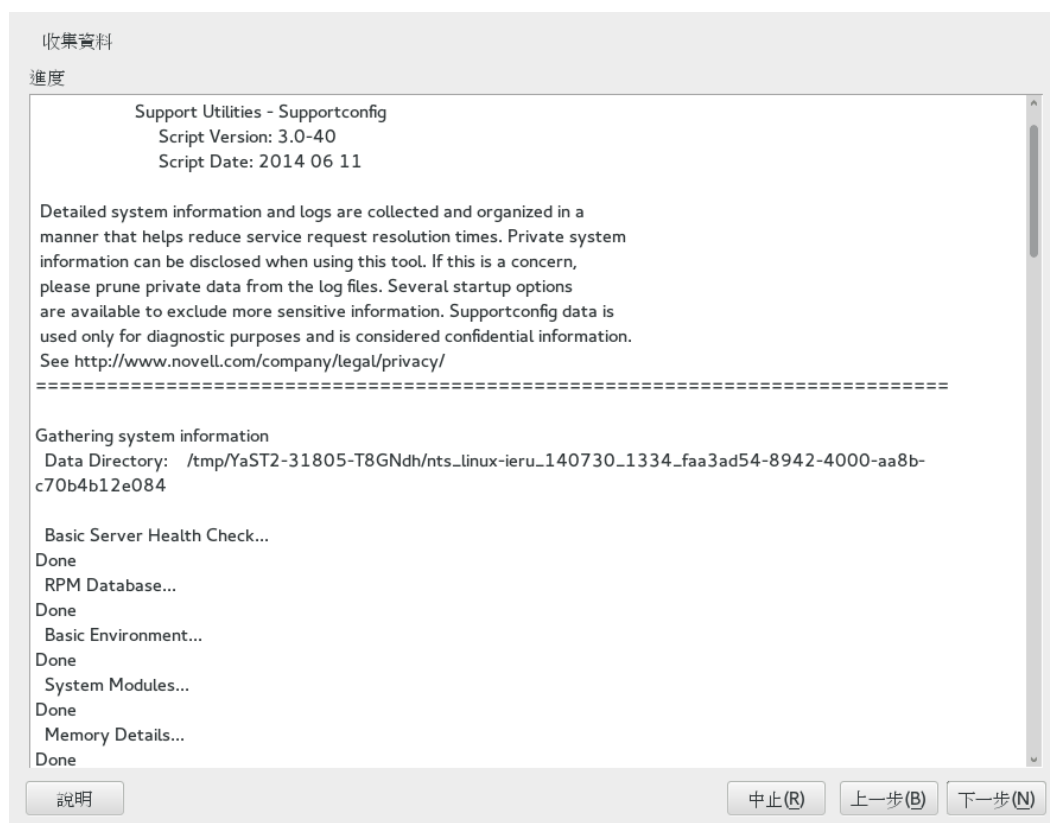 收集資料
進度
Support Utilities - Supportconfig
Script Version: 3.0-40
Script Date: 2014 06 11
Detailed system information and logs are collected and organized in a
manner that helps reduce service request resolution times. Private system
information can be disclosed when using this tool. If this is a concern,
please prune private data from the log files. Several startup options
are available to exclude more sensitive information. Supportconfig data is
used only for diagnostic purposes and is considered confidential information.
See http://www.novell.com/company/legal/privacy/
=============================================================================
Gathering system information
Data Directory: /tmp/YaST2-31805-T8GNdh/nts_linux-ieru_140730_1334_faa3ad54-8942-4000-aa8b-
c70b4b12e084
Basic Server Health Check...
Done
RPM Database...
Done
Basic Environment...
Done
System Modules...
Done
Memory Details...
Done
說明 中止(R) 上一步(B) 下一步(N)